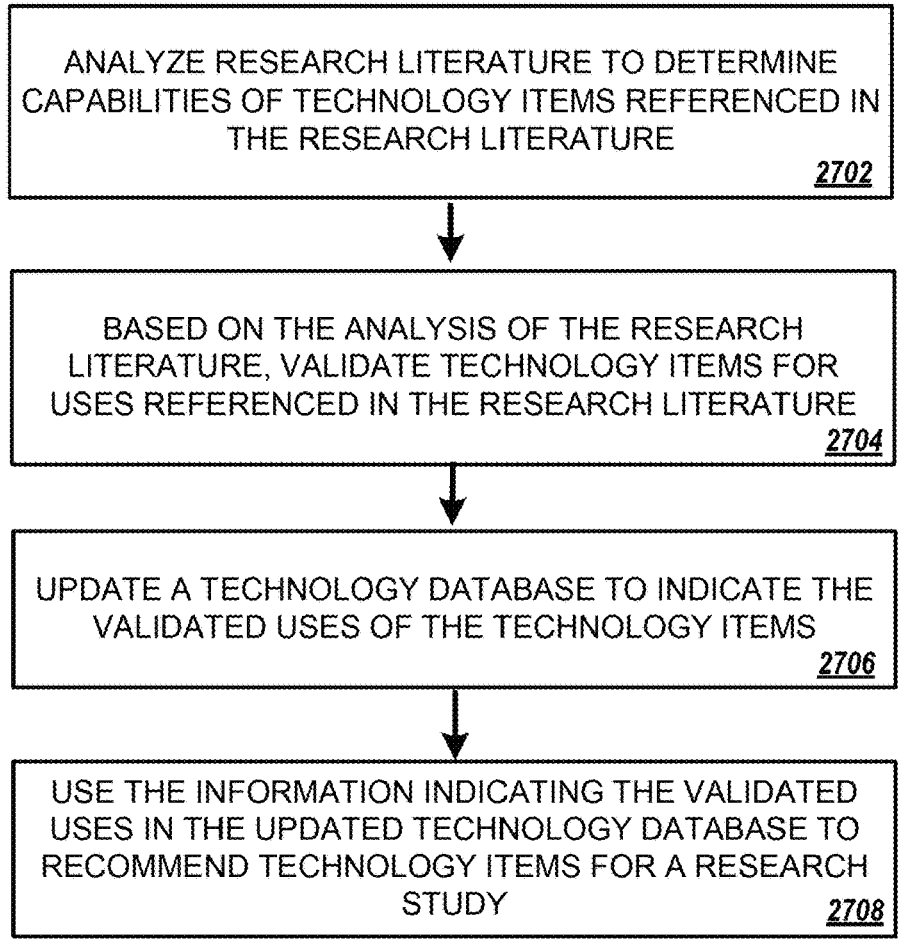 ANALYZE RESEARCH LITERATURE TO DETERMINE
CAPABILITIES OF TECHNOLOGY ITEMS REFERENCED IN
THE RESEARCH LITERATURE
2702
BASED ON THE ANALYSIS OF THE RESEARCH
LITERATURE, VALIDATE TECHNOLOGY ITEMS FOR
USES REFERENCED IN THE RESEARCH LITERATURE
2704
UPDATE A TECHNOLOGY DATABASE TO INDICATE THE
VALIDATED USES OF THE TECHNOLOGY ITEMS
2706
USE THE INFORMATION INDICATING THE VALIDATED
USES IN THE UPDATED TECHNOLOGY DATABASE TO
RECOMMEND TECHNOLOGY ITEMS FOR A RESEARCH
STUDY
2708